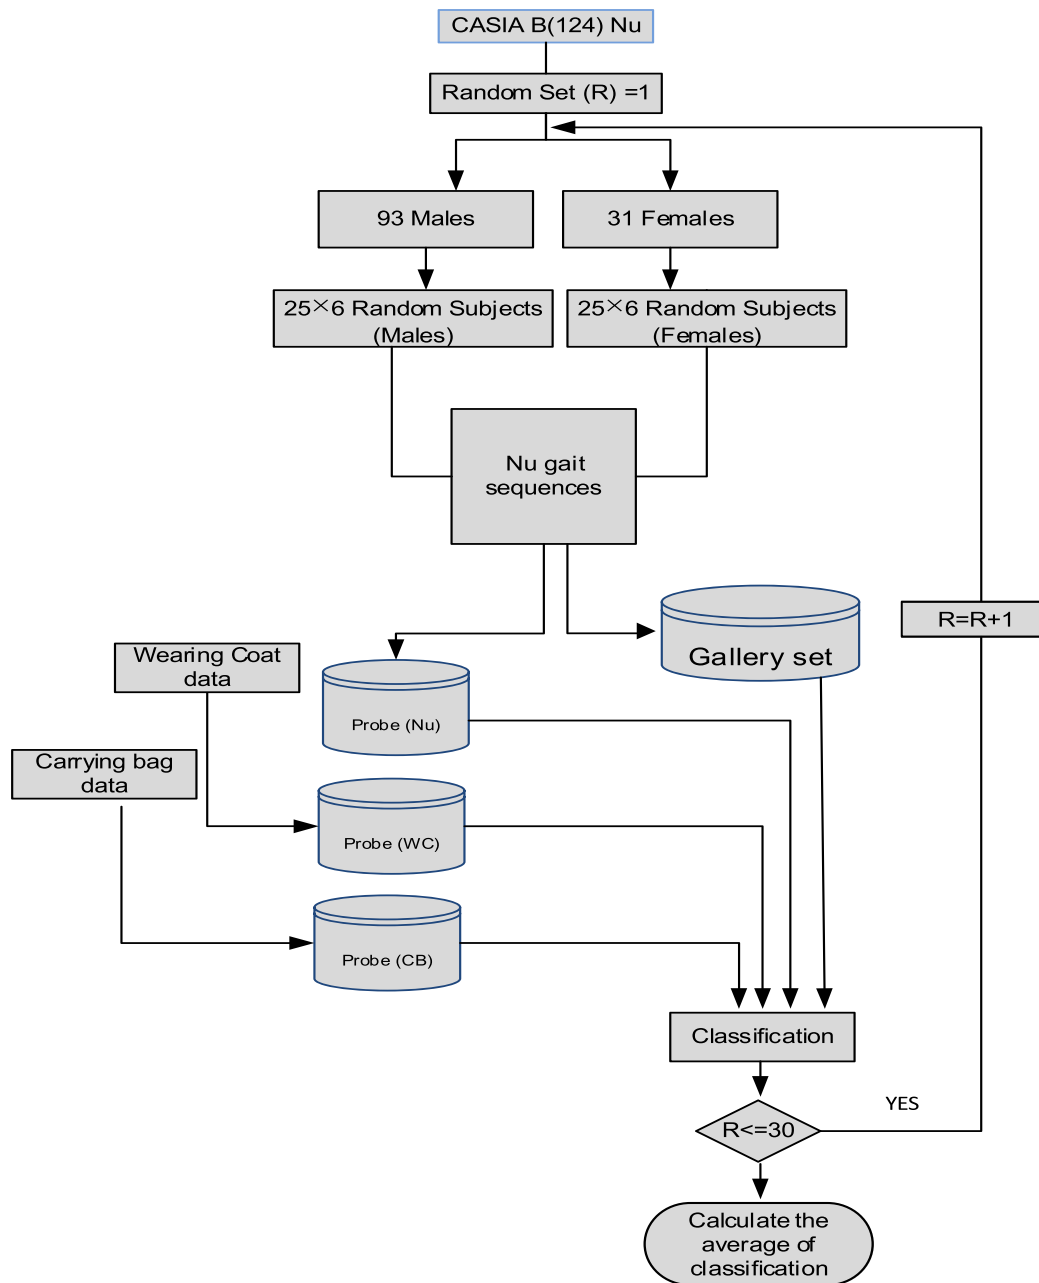 CASIA B(124) Nu
Random Set (R) =1
93 Males
31 Females
25×6 Random Subjects
(Males)
25×6 Random Subjects
(Females)
Nu gait
sequences
Gallery set
R=R+1
Wearing Coat
data
Probe (Nu)
Carrying bag
data
Probe (WC)
Probe (CB)
Classification
YES
R<=30
Calculate the
average of
classification